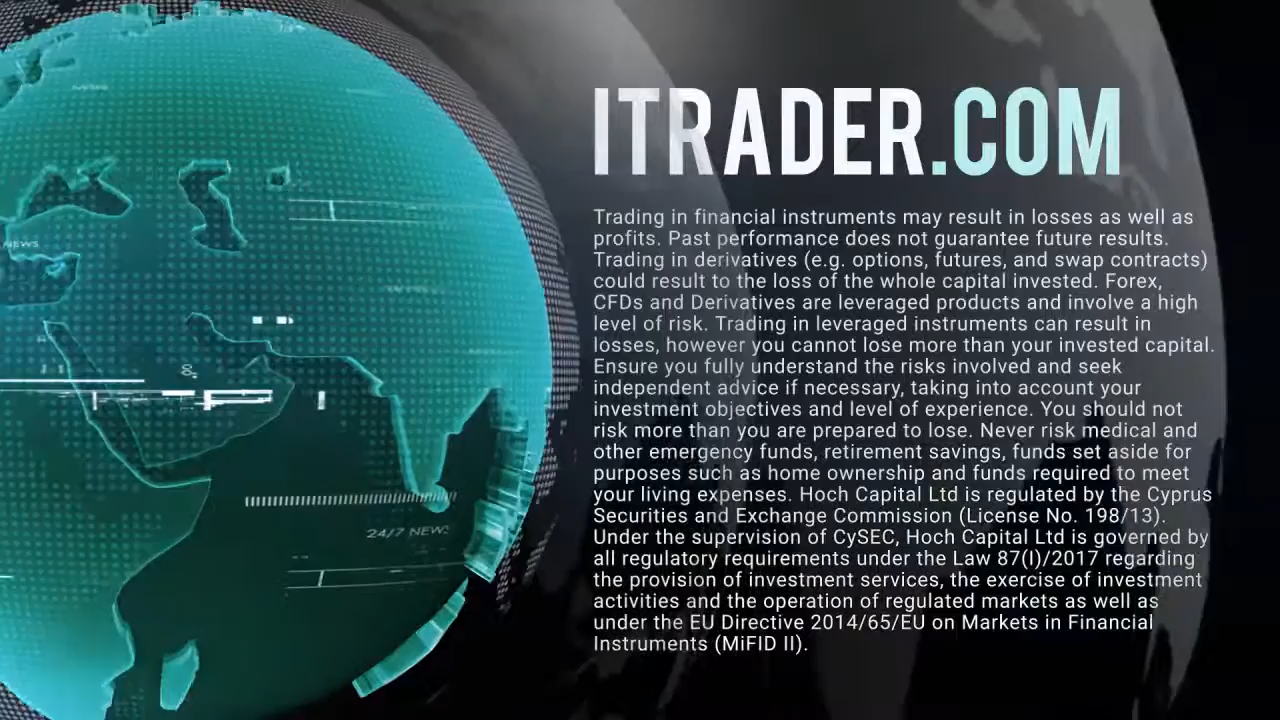 ITRADER.COM
Trading in financial instruments may result in losses as well as
profits. Past performance does not guarantee future results.
Trading in derivatives (e.g. options, futures, and swap contracts)
could result to the loss of the whole capital invested. Forex,
CFDs and Derivatives are leveraged products and involve a high
level of risk. Trading in leveraged instruments can result in
losses, however you cannot lose more than your invested capital.
Ensure you fully understand the risks involved and seek
independent advice if necessary, taking into account your
investment objectives and level of experience. You should not
risk more than you are prepared to lose. Never risk medical and
other emergency funds, retirement savings, funds set aside for
purposes such as home ownership and funds required to meet
your living expenses. Hoch Capital Ltd is regulated by the Cyprus
Securities and Exchange Commission (License No. 198/13).
Under the supervision of CySEC, Hoch Capital Ltd is governed by
all regulatory requirements under the Law 87(I)/2017 regarding
the provision of investment services, the exercise of investment
activities and the operation of regulated markets as well as
under the EU Directive 2014/65/EU on Markets in Financial
Instruments (MiFID II).
NEWS
24/7 NEWS